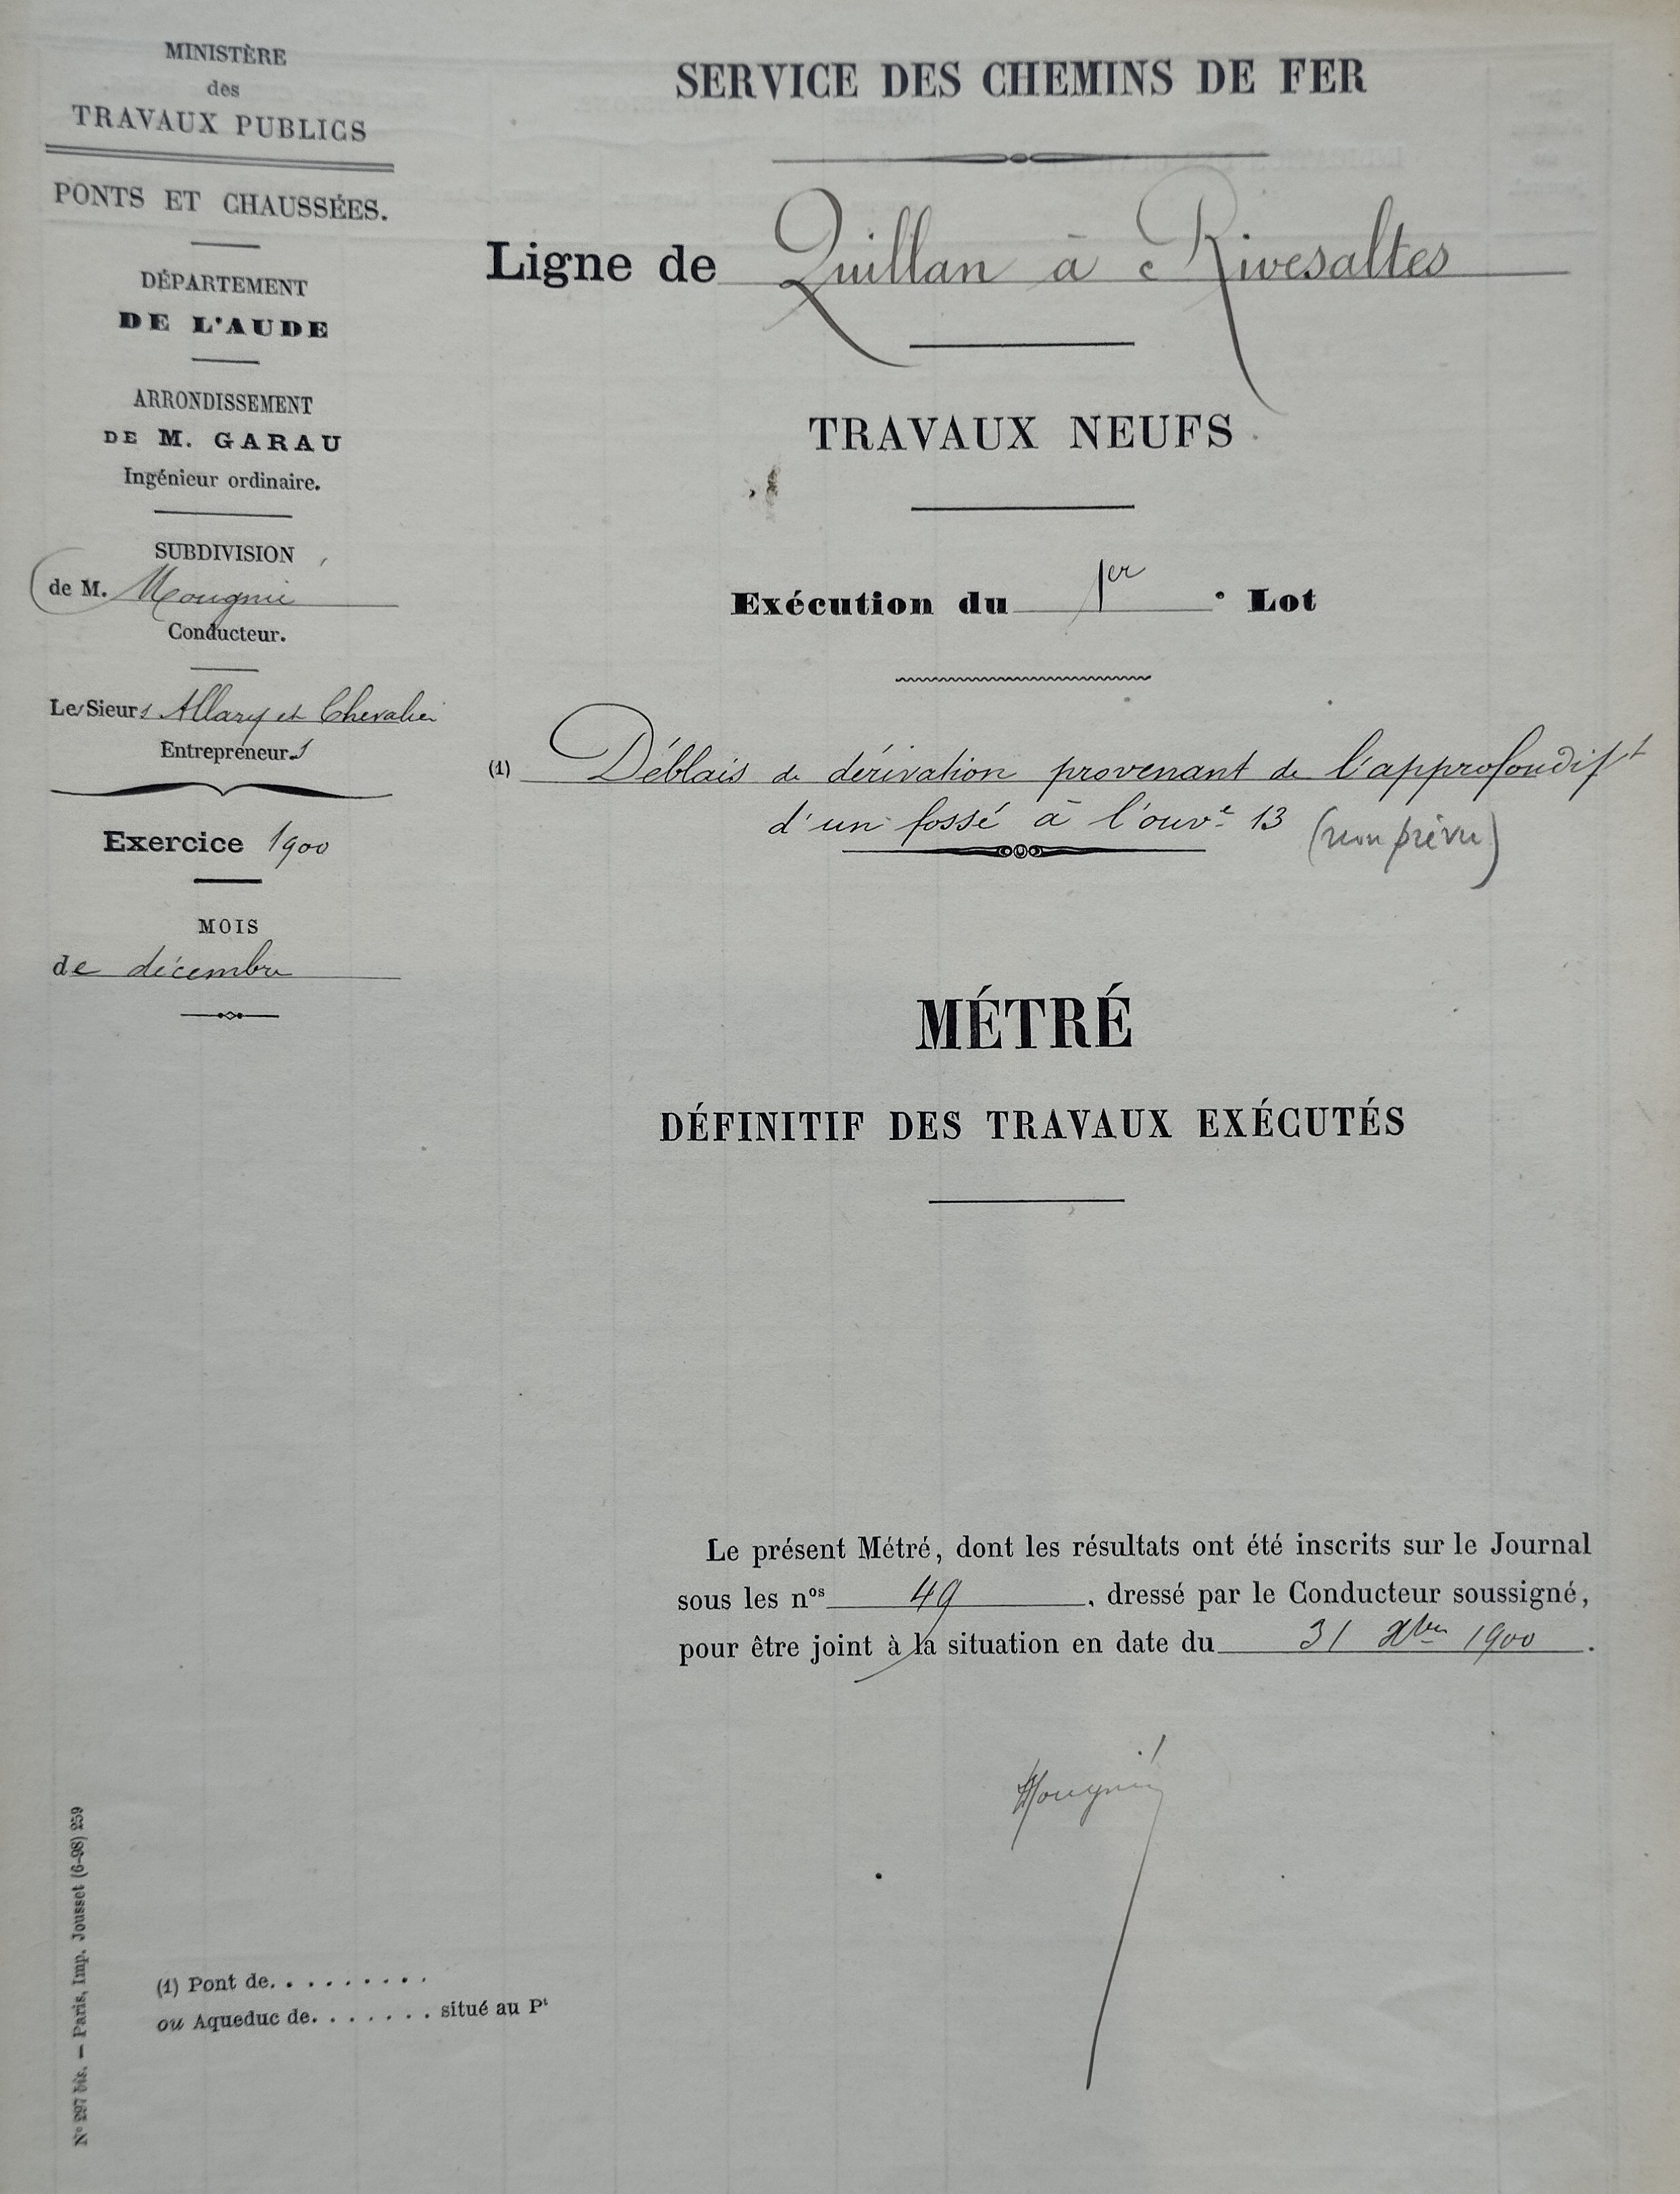 MINISTÈRE
des
TRAVAUX PUBLICS
PONTS ET CHAUSSÉES.
DÉPARTEMENT
DE L'AUDE
ARRONDISSEMENT
DE M. GARAU
Ingénieur ordinaire.
SUBDIVISION
de M. Mougnié
Conducteur.
Les Sieurs Allary et Chevalier
Entrepreneurs
Exercice 1900
MOIS
de décembre
SERVICE DES CHEMINS DE FER
Ligne de Quillan à Rivesaltes
TRAVAUX NEUFS
Exécution du 1er Lot
(1) Déblais de dérivation provenant de l'approfondisst
d'un fossé à l'ouv.e 13 (non prévu)
MÉTRÉ
DÉFINITIF DES TRAVAUX EXÉCUTÉS
Le présent Métré, dont les résultats ont été inscrits sur le Journal
sous les nos 49, dressé par le Conducteur soussigné,
pour être joint à la situation en date du 31 Xbre 1900.
Mougnié
(1) Pont de. . . . . . . . .
ou Aqueduc de. . . . . . . situé au Pt
No 297 bis. — Paris, Imp. Jousset (6-98) 259